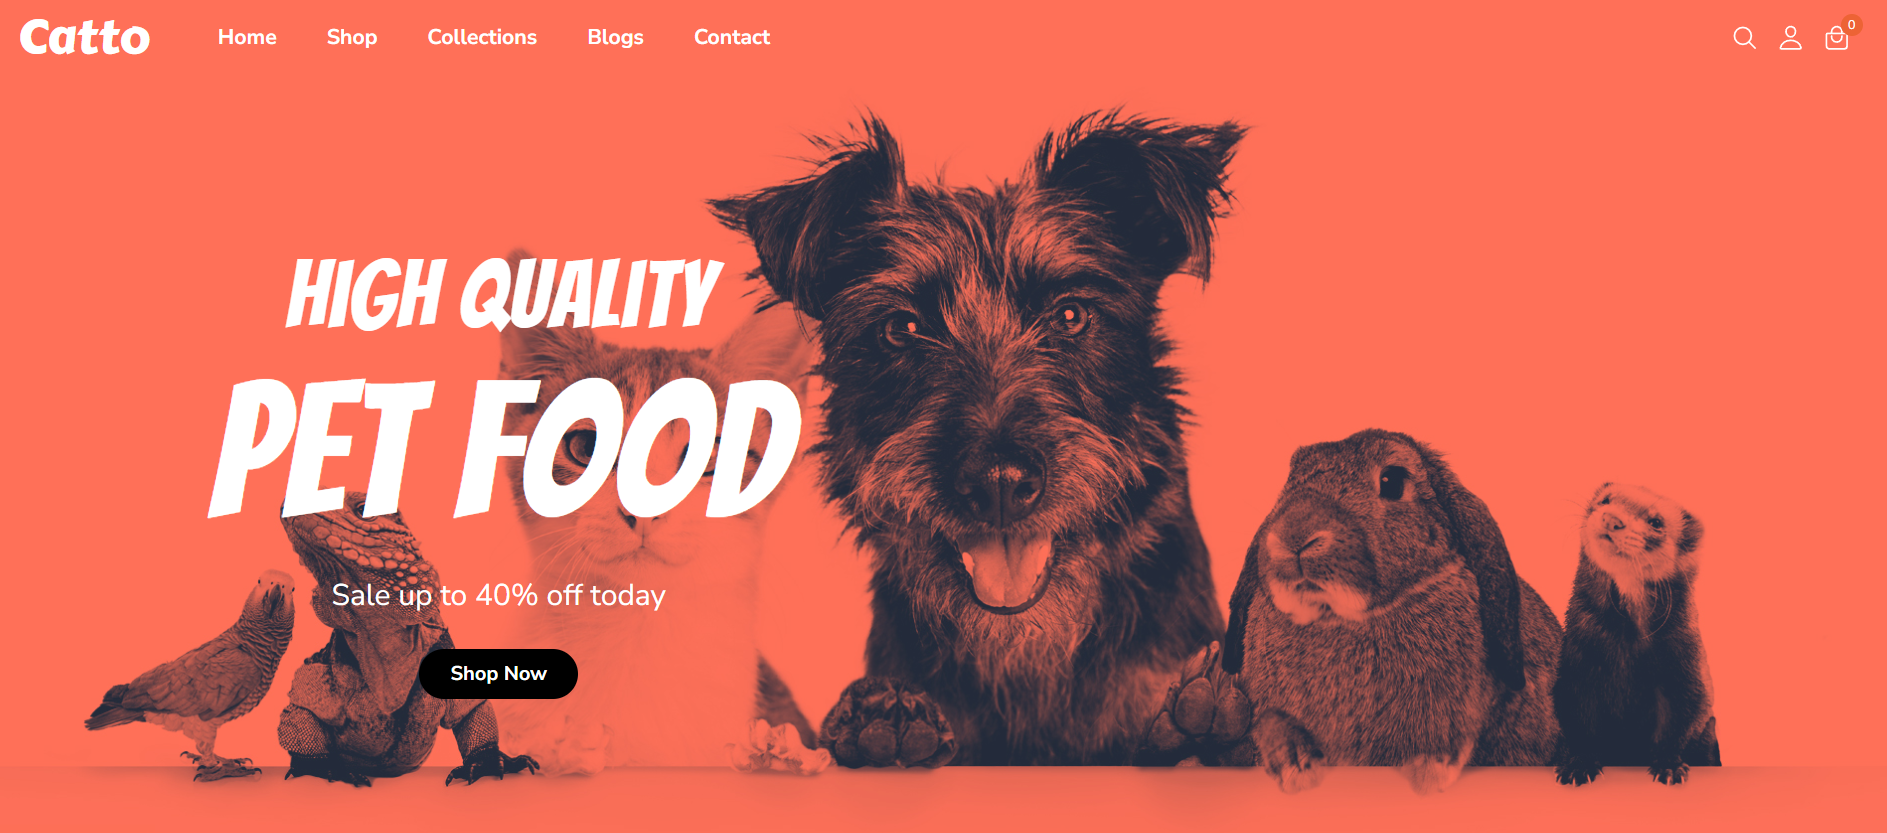 Catto
Home Shop Collections Blogs Contact
0
HIGH QUALITY
PET FOOD
Sale up to 40% off today
Shop Now